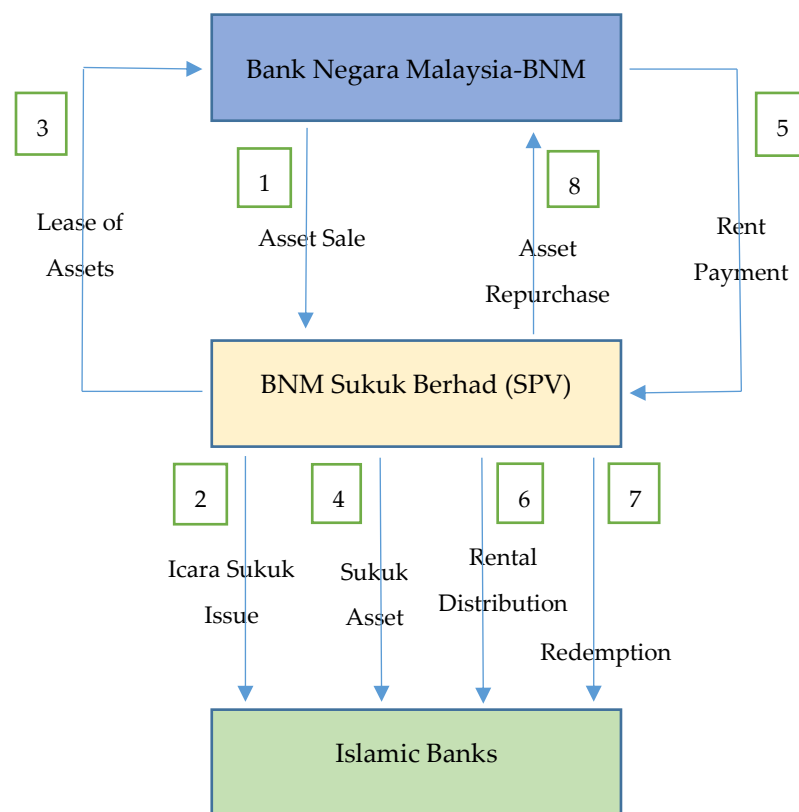 Bank Negara Malaysia-BNM
3
5
1
8
Lease of
Assets
Asset Sale
Asset
Repurchase
Rent
Payment
BNM Sukuk Berhad (SPV)
2
4
6
7
Icara Sukuk
Issue
Sukuk
Asset
Rental
Distribution
Redemption
Islamic Banks